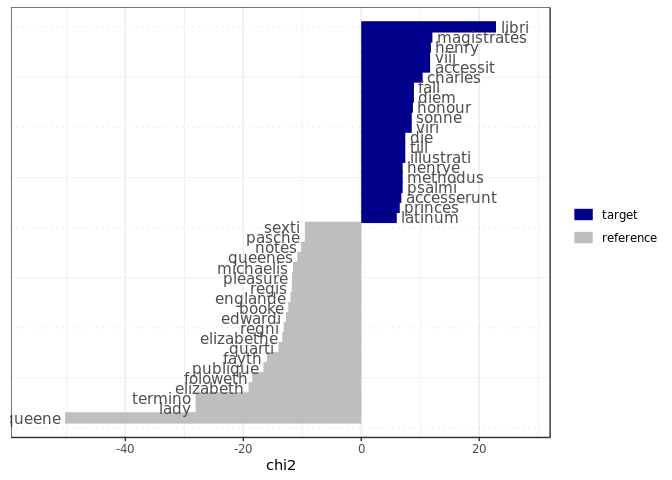 libri
magistrates
henry
viij
accessit
charles
fall
diem
honour
sonne
viri
die
till
illustrati
henrye
methodus
psalmi
accesserunt
princes
latinum
sexti
pasche
notes
queenes
michaelis
pleasure
regis
englande
booke
edwardi
regni
elizabethe
quarti
fayth
publique
foloweth
elizabeth
termino
lady
queene
target
reference
-40 -20 0 20
chi2